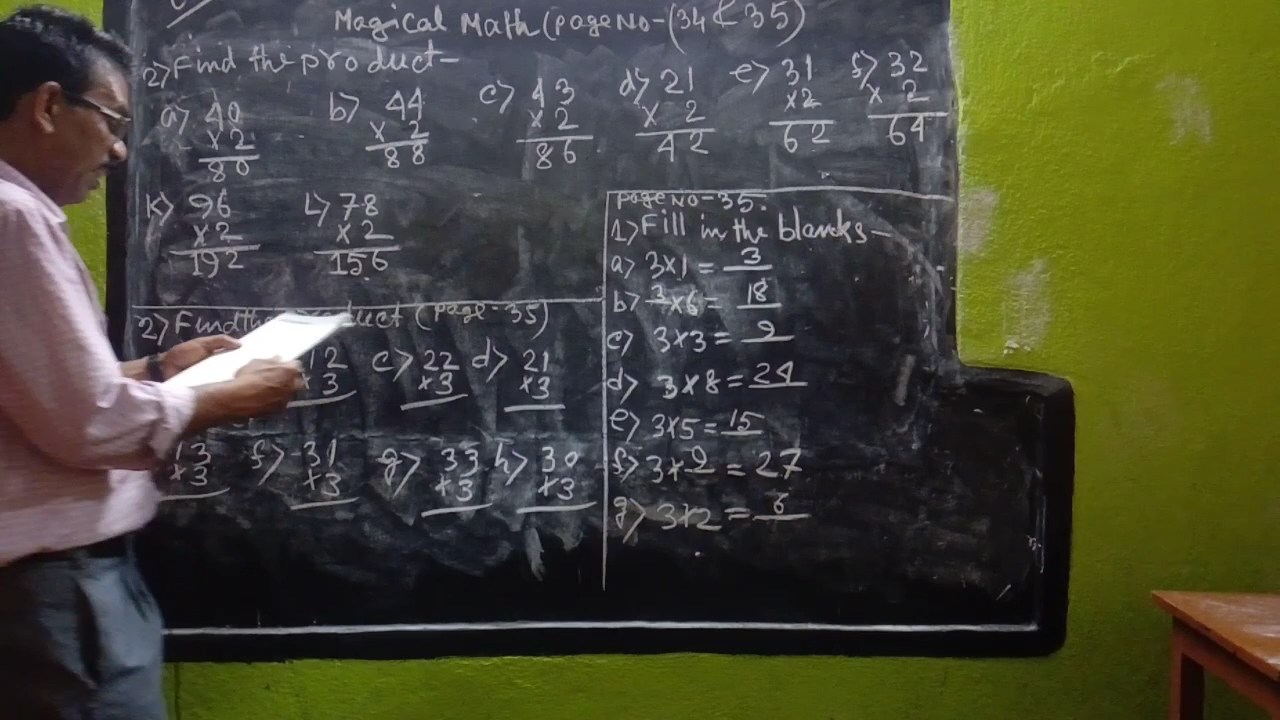 Magical Math (page No-(34 & 35)
2) Find the product-
a) 40 b) 44 c) 43 d) 21 e) 31 f) 32
×2 × 2 × 2 × 2 ×2 × 2
80 88 86 42 62 64
K) 96 L) 78
×2 × 2
192 156
2) Find the product (page-35)
12 c) 22 d) 21
×3 ×3 ×3
13 f) 31 g) 33 h) 30
×3 ×3 ×3 ×3
page No-35.
1) Fill in the blancks-
a) 3×1 = 3
b) 3×6 = 18
c) 3×3 = 9
d) 3×8 = 24
e) 3×5 = 15
f) 3×9 = 27
g) 3×2 = 6